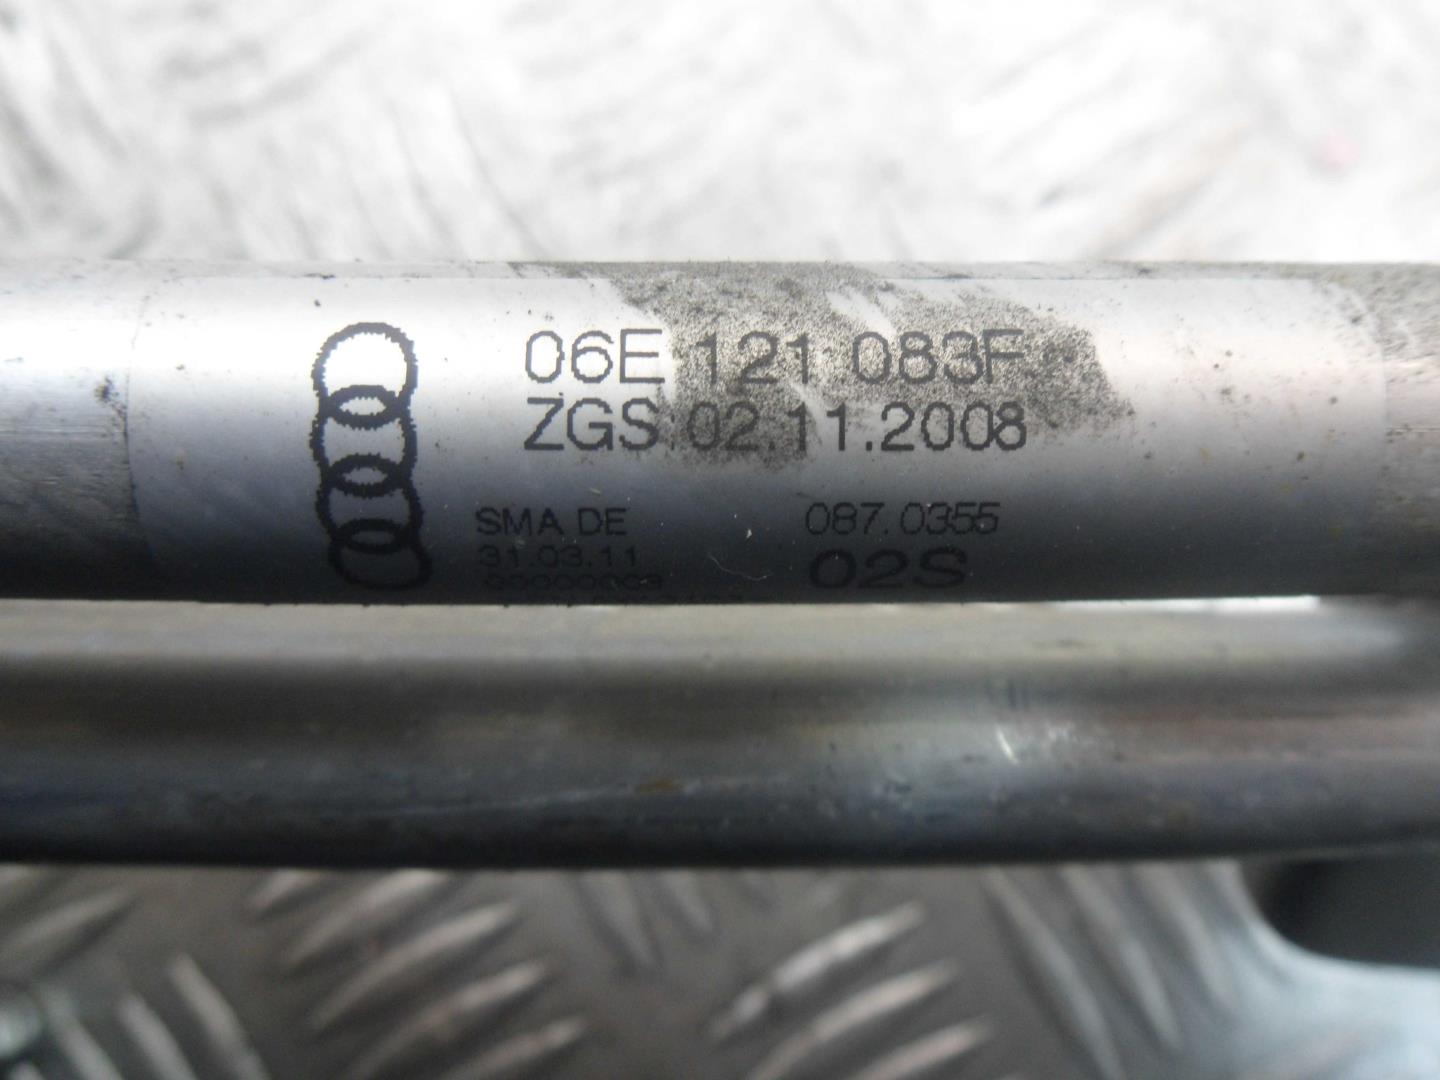 06E 121 083F
ZGS 02.11.2008
SMA DE 087.0355
31.03.11 02S